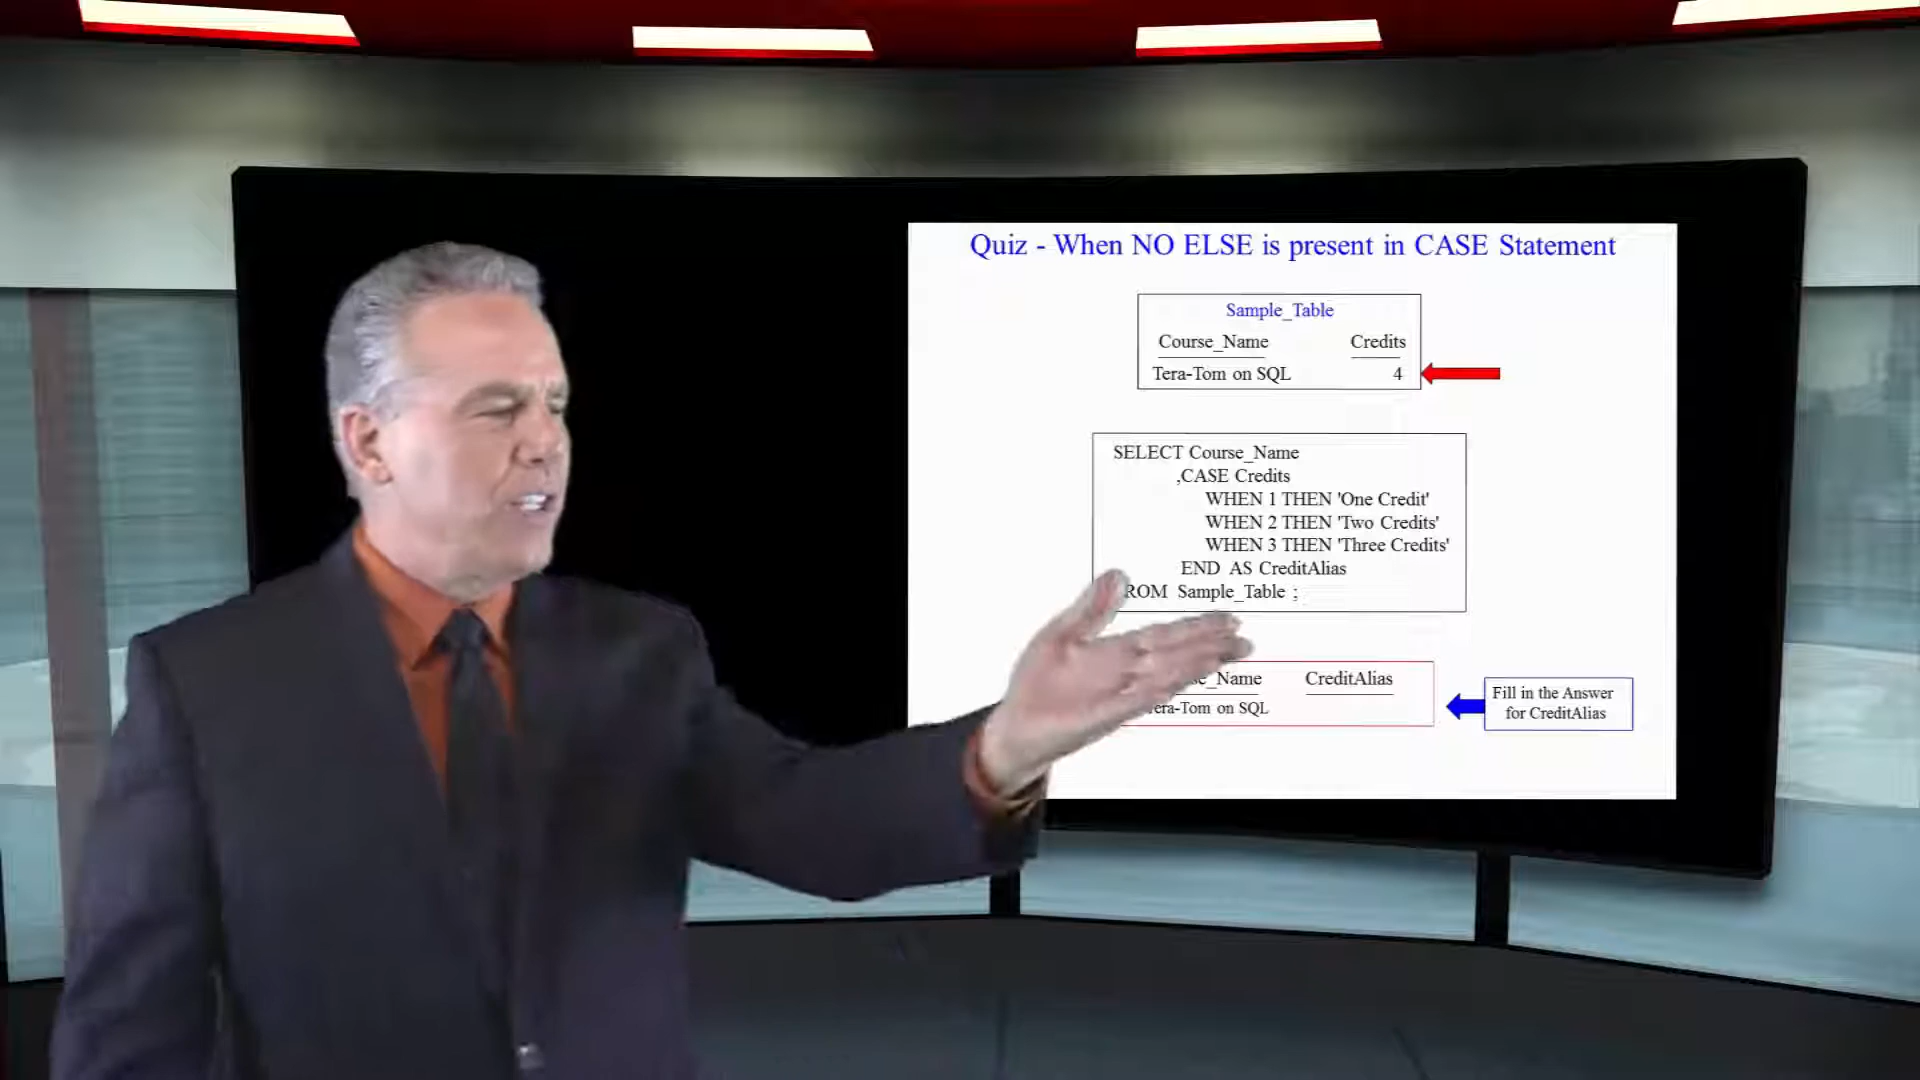 Quiz - When NO ELSE is present in CASE Statement
Sample_Table
Course_Name Credits
Tera-Tom on SQL 4
SELECT Course_Name
,CASE Credits
WHEN 1 THEN 'One Credit'
WHEN 2 THEN 'Two Credits'
WHEN 3 THEN 'Three Credits'
END AS CreditAlias
ROM Sample_Table ;
se_Name CreditAlias
Tera-Tom on SQL
Fill in the Answer
for CreditAlias